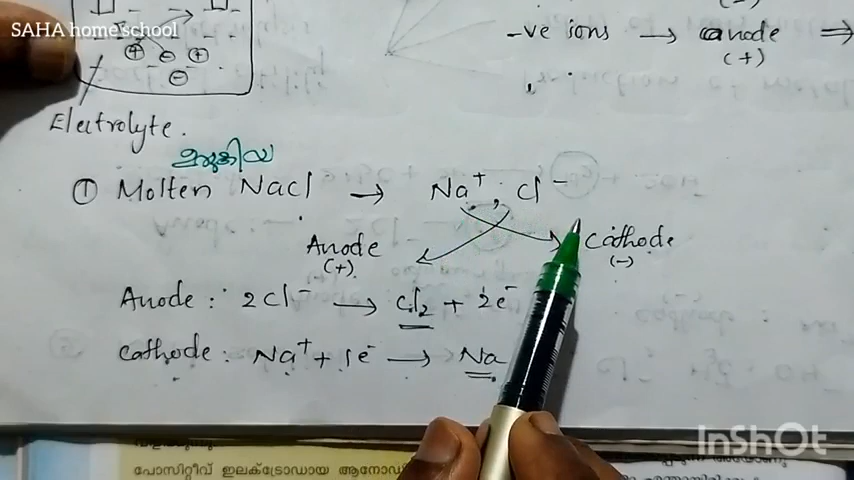 SAHA home'school
-ve ions → anode ⇒
(+)
Electrolyte.
ഉരുകിയ
① Molten NaCl → Na⁺, Cl⁻
Anode Cathode
(+) (-)
Anode : 2Cl⁻ → Cl₂ + 2e⁻
Cathode : Na⁺ + 1e⁻ → Na
InShOt
പോസിറ്റീവ് ഇലക്ട്രോഡായ ആനോഡ്